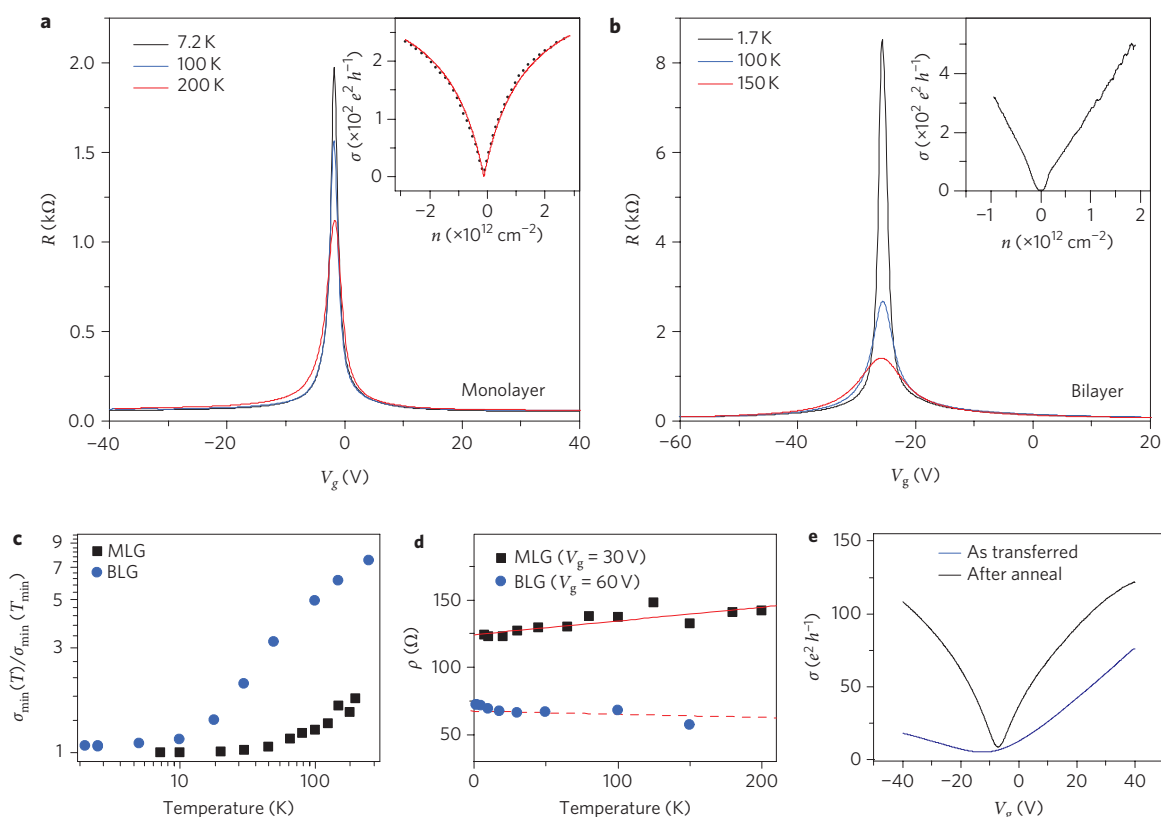 a
7.2 K
100 K
200 K
R (kΩ)
2.0
1.5
1.0
0.5
0.0
−40
−20
0
20
40
V_g (V)
Monolayer
σ (×10² e² h⁻¹)
2
1
0
−2
0
2
n (×10¹² cm⁻²)
b
1.7 K
100 K
150 K
R (kΩ)
8
6
4
2
0
−60
−40
−20
0
20
V_g (V)
Bilayer
σ (×10² e² h⁻¹)
4
2
0
−1
0
1
2
n (×10¹² cm⁻²)
c
MLG
BLG
σ_min(T)/σ_min (T_min)
9
7
5
3
1
10
100
Temperature (K)
d
MLG (V_g = 30 V)
BLG (V_g = 60 V)
ρ (Ω)
150
100
50
0
100
200
Temperature (K)
e
As transferred
After anneal
σ (e² h⁻¹)
150
100
50
0
−40
−20
0
20
40
V_g (V)